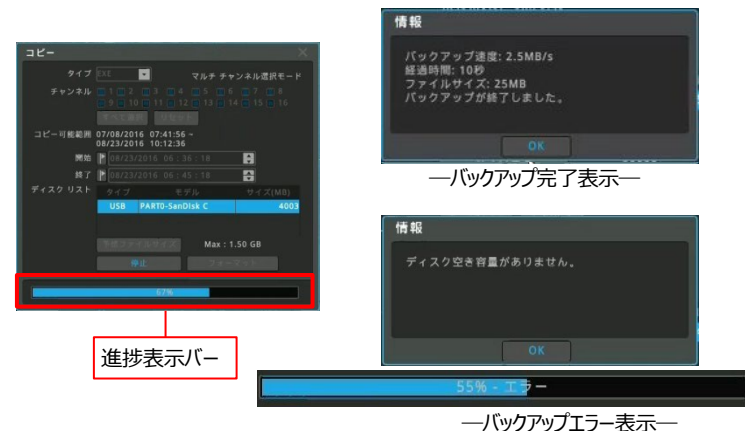 コピー
タイプ EXE マルチ チャンネル選択モード
チャンネル 1 2 3 4 5 6 7 8
9 10 11 12 13 14 15 16
すべて選択 リセット
コピー可能範囲 07/08/2016 07:41:56 ~
08/23/2016 10:12:36
開始 08/23/2016 06:36:18
終了 08/23/2016 06:45:18
ディスク リスト タイプ モデル サイズ(MB)
USB PART0-SanDisk C 4003
予想ファイルサイズ Max : 1.50 GB
停止 フォーマット
67%
進捗表示バー
情報
バックアップ速度: 2.5MB/s
経過時間: 10秒
ファイルサイズ: 25MB
バックアップが終了しました。
OK
―バックアップ完了表示―
情報
ディスク空き容量がありません。
OK
55% - エラー
―バックアップエラー表示―